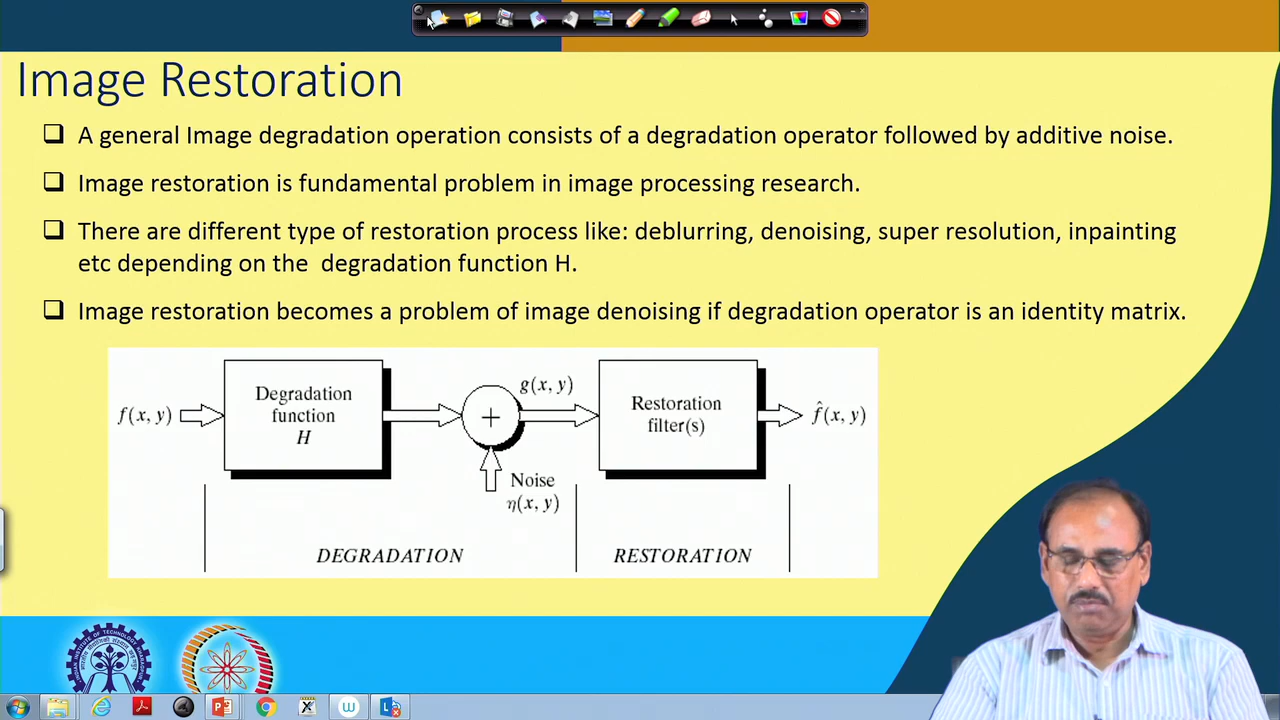 Image Restoration
A general Image degradation operation consists of a degradation operator followed by additive noise.
Image restoration is fundamental problem in image processing research.
There are different type of restoration process like: deblurring, denoising, super resolution, inpainting
etc depending on the degradation function H.
Image restoration becomes a problem of image denoising if degradation operator is an identity matrix.
f(x, y)
Degradation
function
H
+
g(x, y)
Noise
η(x, y)
Restoration
filter(s)
f̂(x, y)
DEGRADATION
RESTORATION